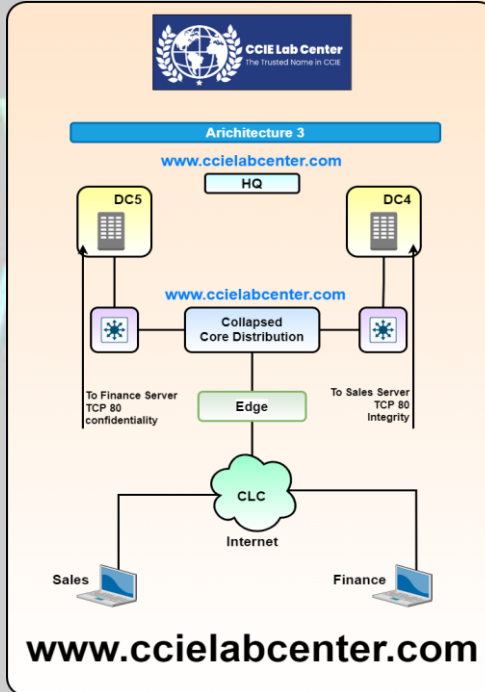 CCIE Lab Center
The Trusted Name in CCIE
Arichitecture 3
www.ccielabcenter.com
HQ
DC5
DC4
www.ccielabcenter.com
Collapsed
Core Distribution
To Finance Server
TCP 80
confidentiality
To Sales Server
TCP 80
Integrity
Edge
CLC
Internet
Sales
Finance
www.ccielabcenter.com